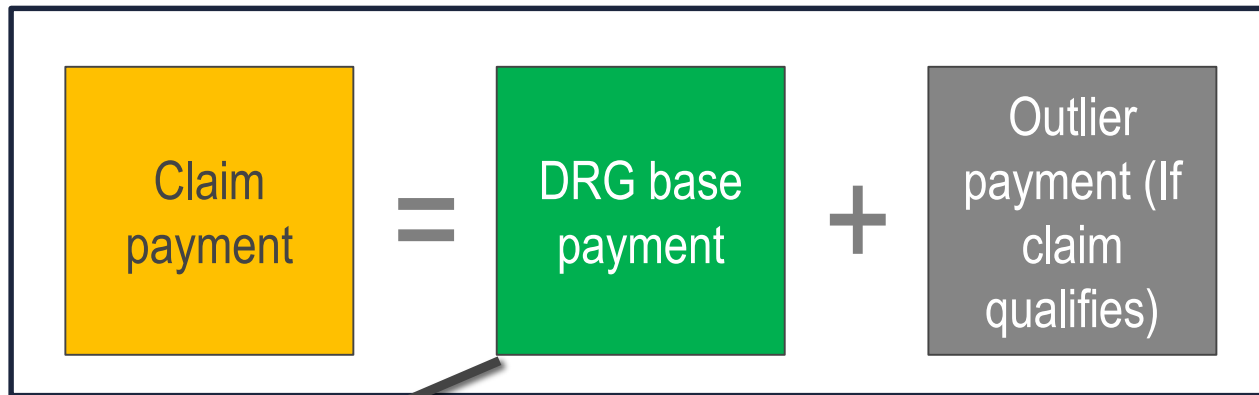 Claim
payment
=
DRG base
payment
+
Outlier
payment (If
claim
qualifies)